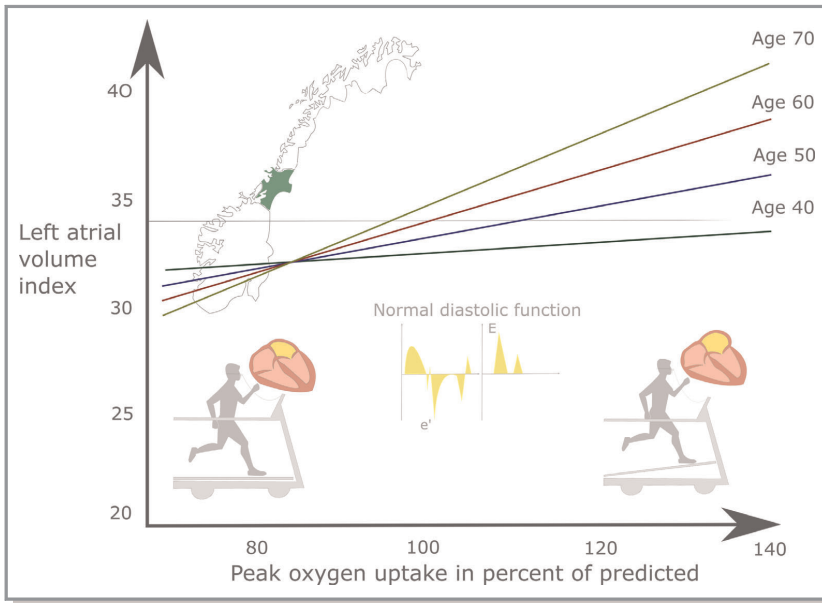 Age 70
40
Age 60
Age 50
35
Age 40
Left atrial
volume
index
30
Normal diastolic function
E
25
e'
20
80
100
120
140
Peak oxygen uptake in percent of predicted